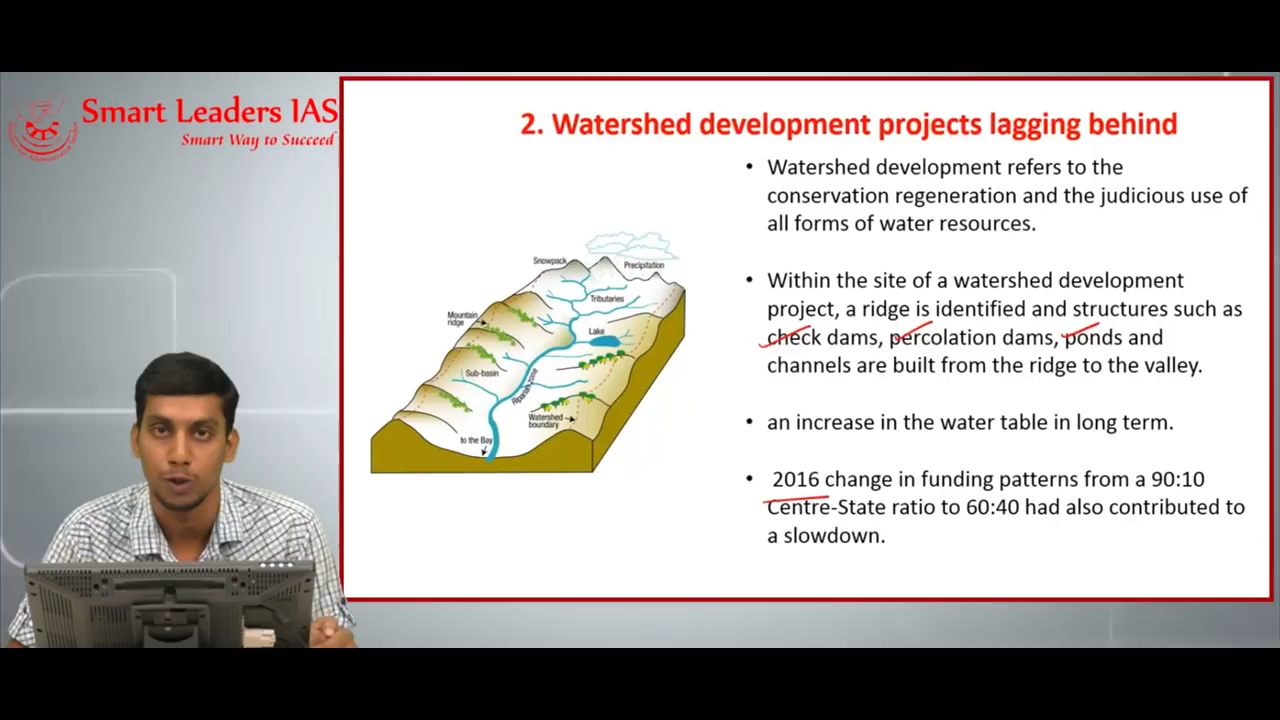 Smart Leaders IAS
Smart Way to Succeed
2. Watershed development projects lagging behind
• Watershed development refers to the
conservation regeneration and the judicious use of
all forms of water resources.
• Within the site of a watershed development
project, a ridge is identified and structures such as
check dams, percolation dams, ponds and
channels are built from the ridge to the valley.
• an increase in the water table in long term.
• 2016 change in funding patterns from a 90:10
Centre-State ratio to 60:40 had also contributed to
a slowdown.
Snowpack
Precipitation
Tributaries
Mountain
ridge
Lake
Sub-basin
Riparian zone
Watershed
boundary
to the Bay